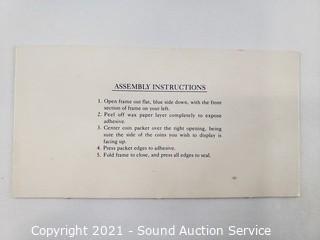 ASSEMBLY INSTRUCTIONS
1. Open frame out flat, blue side down, with the front
section of frame on your left.
2. Peel off wax paper layer completely to expose
adhesive.
3. Center coin packet over the right opening, being
sure the side of the coins you wish to display is
facing up.
4. Press packet edges to adhesive.
5. Fold frame to close, and press all edges to seal.
Copyright 2021 - Sound Auction Service